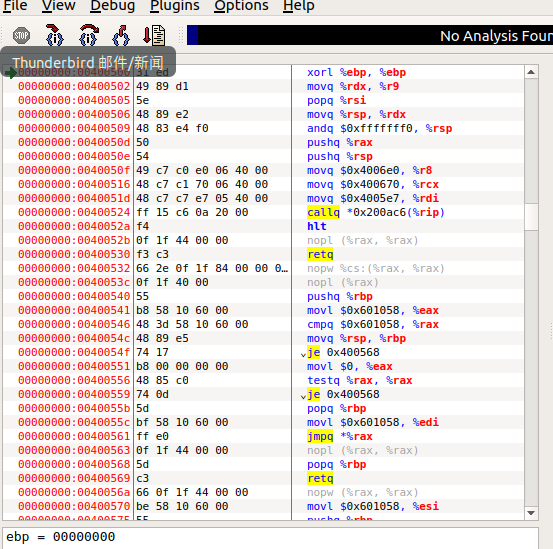 File View Debug Plugins Options Help
STOP No Analysis Foun
Thunderbird 邮件/新闻
xorl %ebp, %ebp
00000000:00400502 49 89 d1 movq %rdx, %r9
00000000:00400505 5e popq %rsi
00000000:00400506 48 89 e2 movq %rsp, %rdx
00000000:00400509 48 83 e4 f0 andq $0xfffffff0, %rsp
00000000:0040050d 50 pushq %rax
00000000:0040050e 54 pushq %rsp
00000000:0040050f 49 c7 c0 e0 06 40 00 movq $0x4006e0, %r8
00000000:00400516 48 c7 c1 70 06 40 00 movq $0x400670, %rcx
00000000:0040051d 48 c7 c7 e7 05 40 00 movq $0x4005e7, %rdi
00000000:00400524 ff 15 c6 0a 20 00 callq *0x200ac6(%rip)
00000000:0040052a f4 hlt
00000000:0040052b 0f 1f 44 00 00 nopl (%rax, %rax)
00000000:00400530 f3 c3 retq
00000000:00400532 66 2e 0f 1f 84 00 00 0… nopw %cs:(%rax, %rax)
00000000:0040053c 0f 1f 40 00 nopl (%rax)
00000000:00400540 55 pushq %rbp
00000000:00400541 b8 58 10 60 00 movl $0x601058, %eax
00000000:00400546 48 3d 58 10 60 00 cmpq $0x601058, %rax
00000000:0040054c 48 89 e5 movq %rsp, %rbp
00000000:0040054f 74 17 je 0x400568
00000000:00400551 b8 00 00 00 00 movl $0, %eax
00000000:00400556 48 85 c0 testq %rax, %rax
00000000:00400559 74 0d je 0x400568
00000000:0040055b 5d popq %rbp
00000000:0040055c bf 58 10 60 00 movl $0x601058, %edi
00000000:00400561 ff e0 jmpq *%rax
00000000:00400563 0f 1f 44 00 00 nopl (%rax, %rax)
00000000:00400568 5d popq %rbp
00000000:00400569 c3 retq
00000000:0040056a 66 0f 1f 44 00 00 nopw (%rax, %rax)
00000000:00400570 be 58 10 60 00 movl $0x601058, %esi
00000000:00400575 55 pushq %rbp
ebp = 00000000